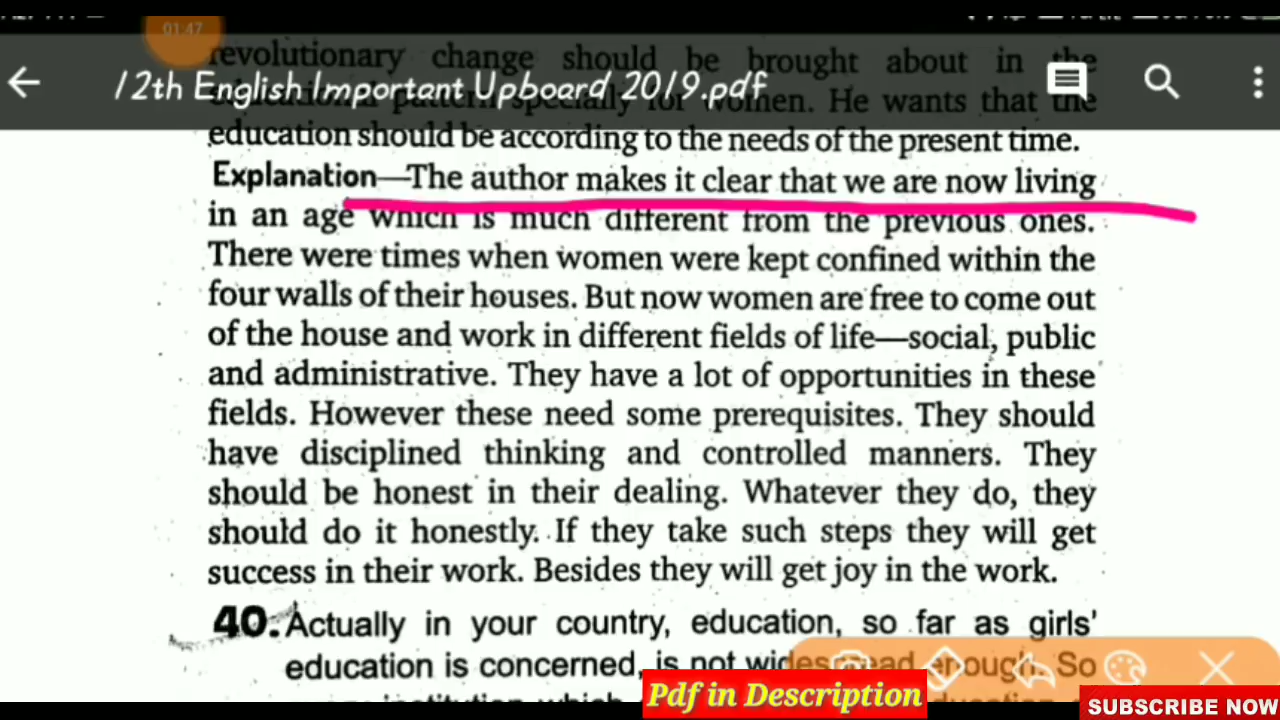 01:47
revolutionary change should be brought about in the
12th English Important Upboard 2019.pdf
educational pattern specially for women. He wants that the
education should be according to the needs of the present time.
Explanation—The author makes it clear that we are now living
in an age which is much different from the previous ones.
There were times when women were kept confined within the
four walls of their houses. But now women are free to come out
of the house and work in different fields of life—social, public
and administrative. They have a lot of opportunities in these
fields. However these need some prerequisites. They should
have disciplined thinking and controlled manners. They
should be honest in their dealing. Whatever they do, they
should do it honestly. If they take such steps they will get
success in their work. Besides they will get joy in the work.
40. Actually in your country, education, so far as girls'
education is concerned, is not widespread enough. So
Pdf in Description
SUBSCRIBE NOW